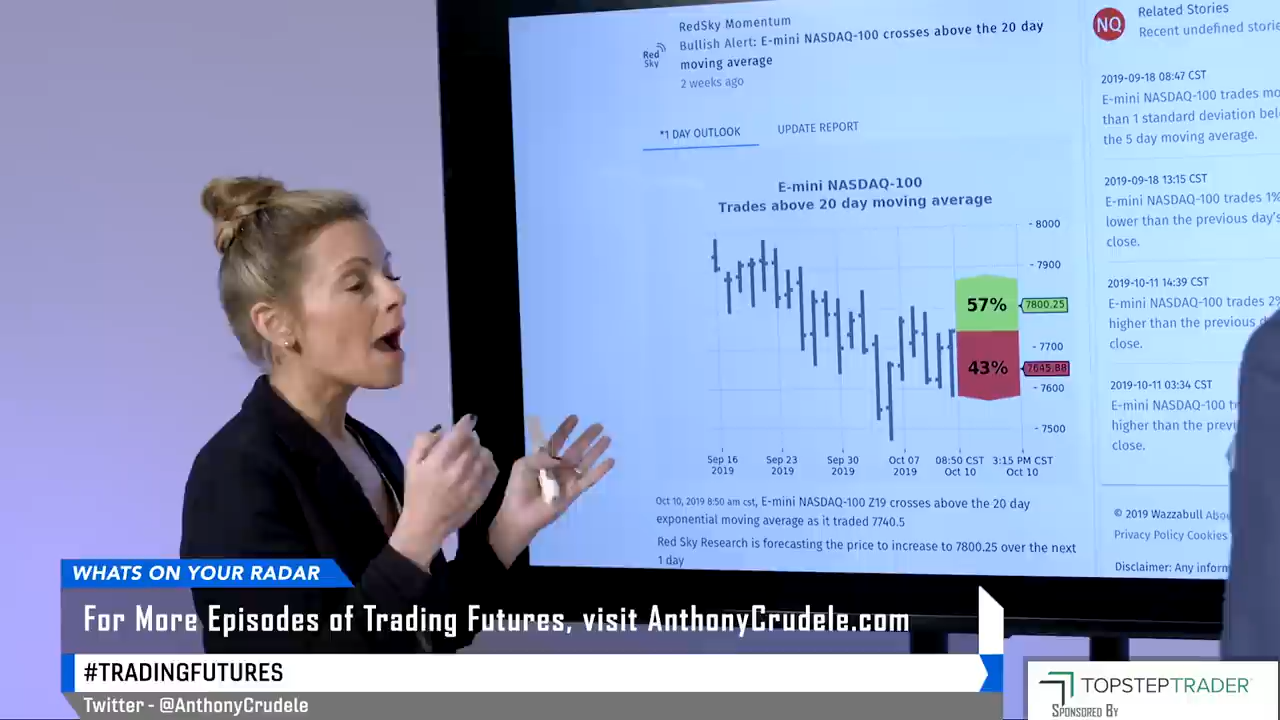 RedSky Momentum
Bullish Alert: E-mini NASDAQ-100 crosses above the 20 day
moving average
2 weeks ago
Red
Sky
*1 DAY OUTLOOK
UPDATE REPORT
E-mini NASDAQ-100
Trades above 20 day moving average
8000
7900
57%
7800.25
7700
43%
7645.88
7600
7500
Sep 16
2019
Sep 23
2019
Sep 30
2019
Oct 07
2019
08:50 CST
Oct 10
3:15 PM CST
Oct 10
Oct 10, 2019 8:50 am cst, E-mini NASDAQ-100 Z19 crosses above the 20 day
exponential moving average as it traded 7740.5
Red Sky Research is forecasting the price to increase to 7800.25 over the next
1 day
NQ
Related Stories
Recent undefined storie
2019-09-18 08:47 CST
E-mini NASDAQ-100 trades mo
than 1 standard deviation bel
the 5 day moving average.
2019-09-18 13:15 CST
E-mini NASDAQ-100 trades 1%
lower than the previous day's
close.
2019-10-11 14:39 CST
E-mini NASDAQ-100 trades 2%
higher than the previous d
close.
2019-10-11 03:34 CST
E-mini NASDAQ-100 t
higher than the previ
close.
© 2019 Wazzabull Abo
Privacy Policy Cookies
Disclaimer: Any inform
WHATS ON YOUR RADAR
For More Episodes of Trading Futures, visit AnthonyCrudele.com
#TRADINGFUTURES
Twitter - @AnthonyCrudele
TOPSTEPTRADER
SPONSORED BY